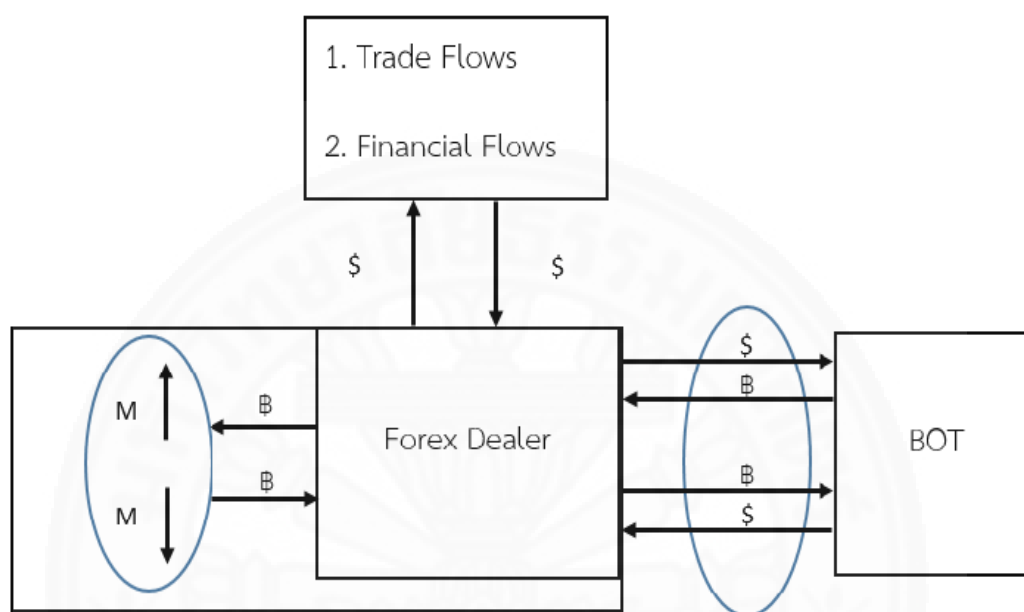 1. Trade Flows
2. Financial Flows
$
$
$
฿
M
฿
Forex Dealer
BOT
฿
฿
M
$